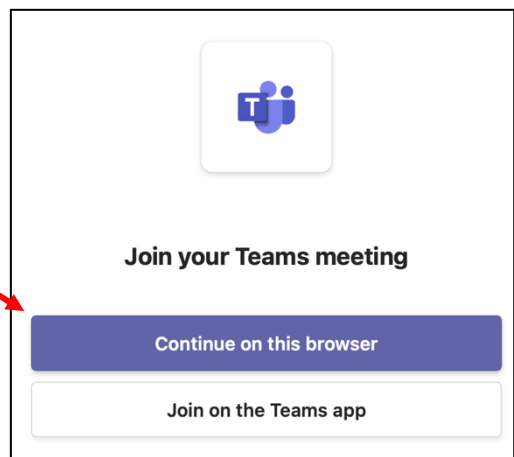 T
Join your Teams meeting
Continue on this browser
Join on the Teams app